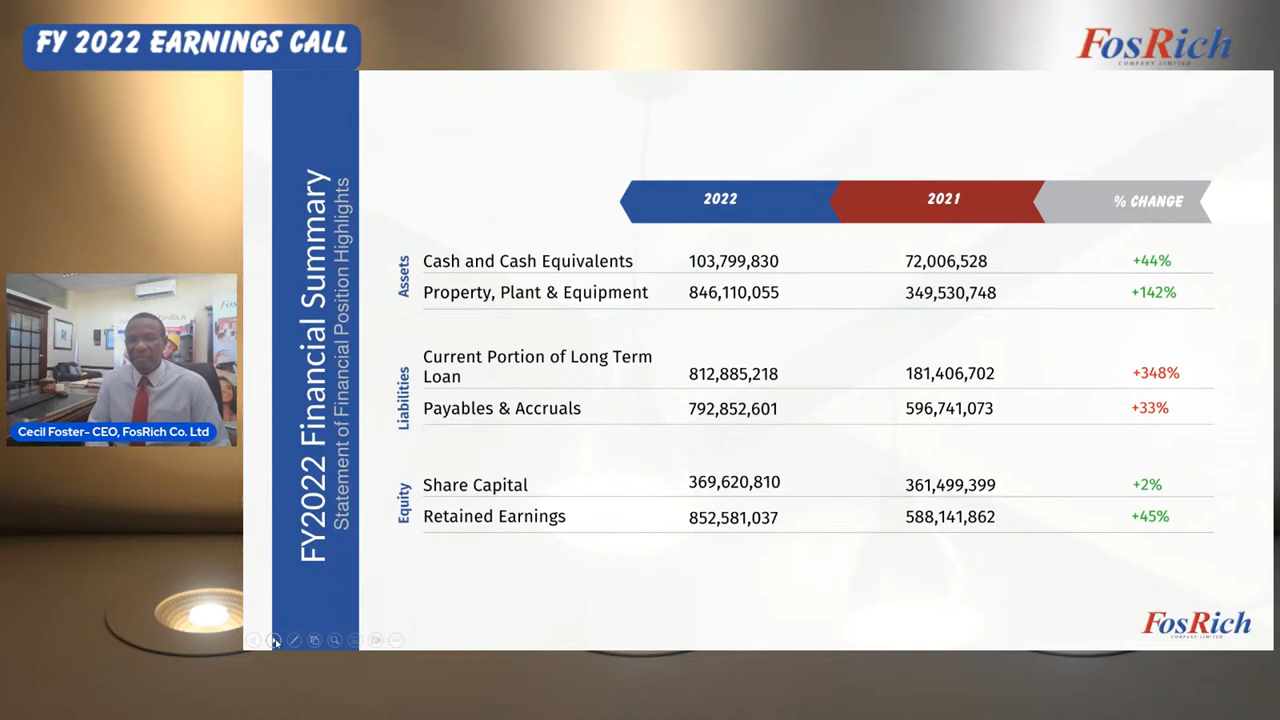 FY 2022 EARNINGS CALL
FosRich
COMPANY LIMITED
FY2022 Financial Summary
Statement of Financial Position Highlights
2022 2021 % CHANGE
Assets
Cash and Cash Equivalents 103,799,830 72,006,528 +44%
Property, Plant & Equipment 846,110,055 349,530,748 +142%
Liabilities
Current Portion of Long Term
Loan 812,885,218 181,406,702 +348%
Payables & Accruals 792,852,601 596,741,073 +33%
Equity
Share Capital 369,620,810 361,499,399 +2%
Retained Earnings 852,581,037 588,141,862 +45%
Cecil Foster- CEO, FosRich Co. Ltd
FosRich
COMPANY LIMITED